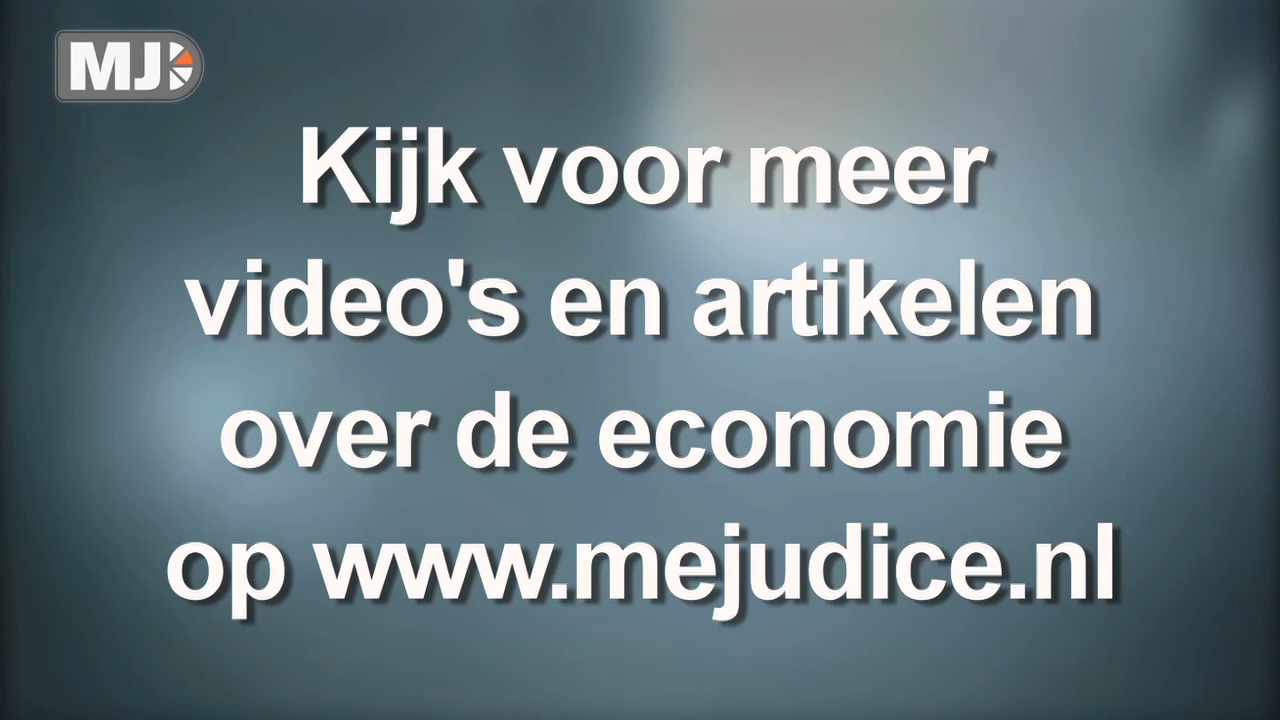 MJ
Kijk voor meer
video's en artikelen
over de economie
op www.mejudice.nl